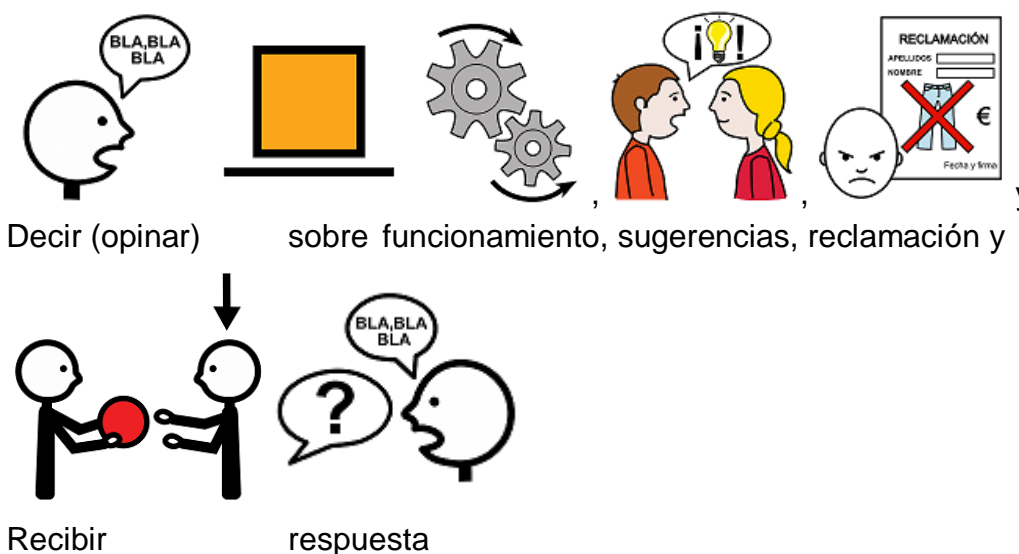 BLA,BLA
BLA
¡ !
RECLAMACIÓN
APELLIDOS
NOMBRE
€
Fecha y firma
, , y
Decir (opinar) sobre funcionamiento, sugerencias, reclamación y
BLA,BLA
BLA
?
Recibir respuesta